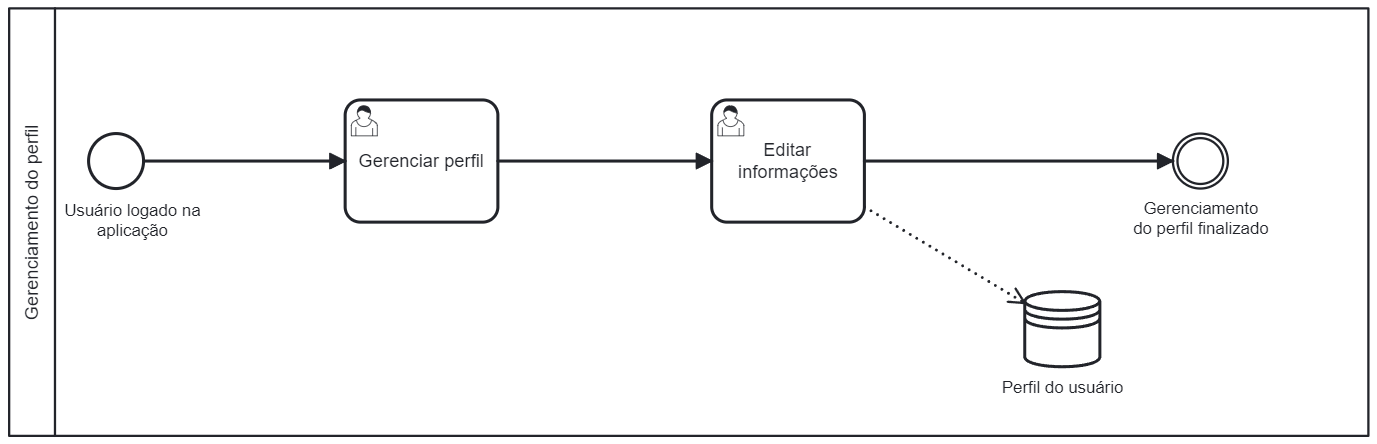 Gerenciamento do perfil
Usuário logado na
aplicação
Gerenciar perfil
Editar
informações
Gerenciamento
do perfil finalizado
Perfil do usuário